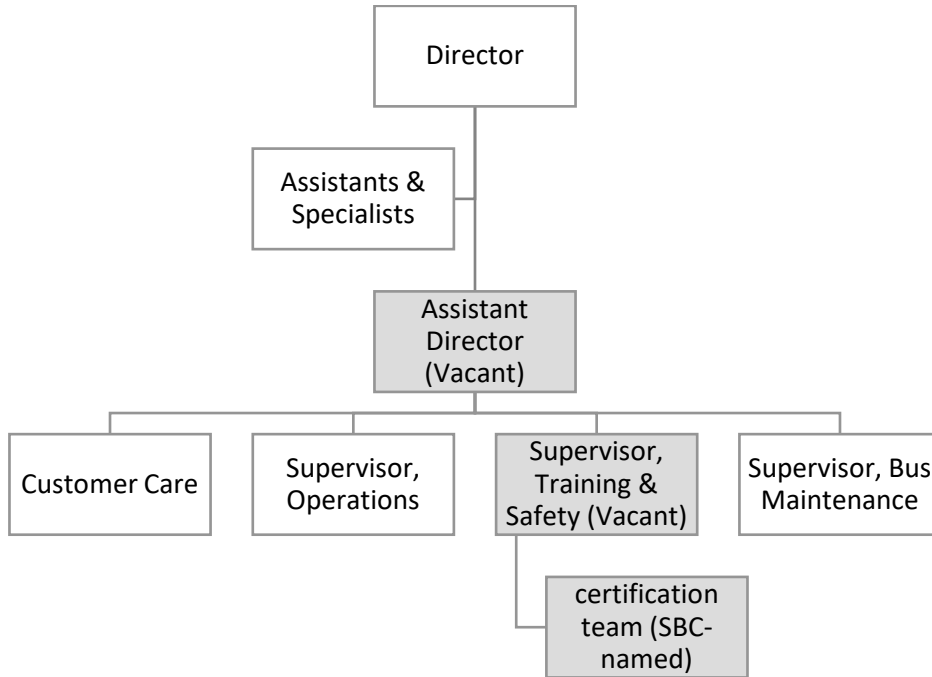 Director
Assistants &
Specialists
Assistant
Director
(Vacant)
Customer Care
Supervisor,
Operations
Supervisor,
Training &
Safety (Vacant)
Supervisor, Bus
Maintenance
certification
team (SBC-
named)